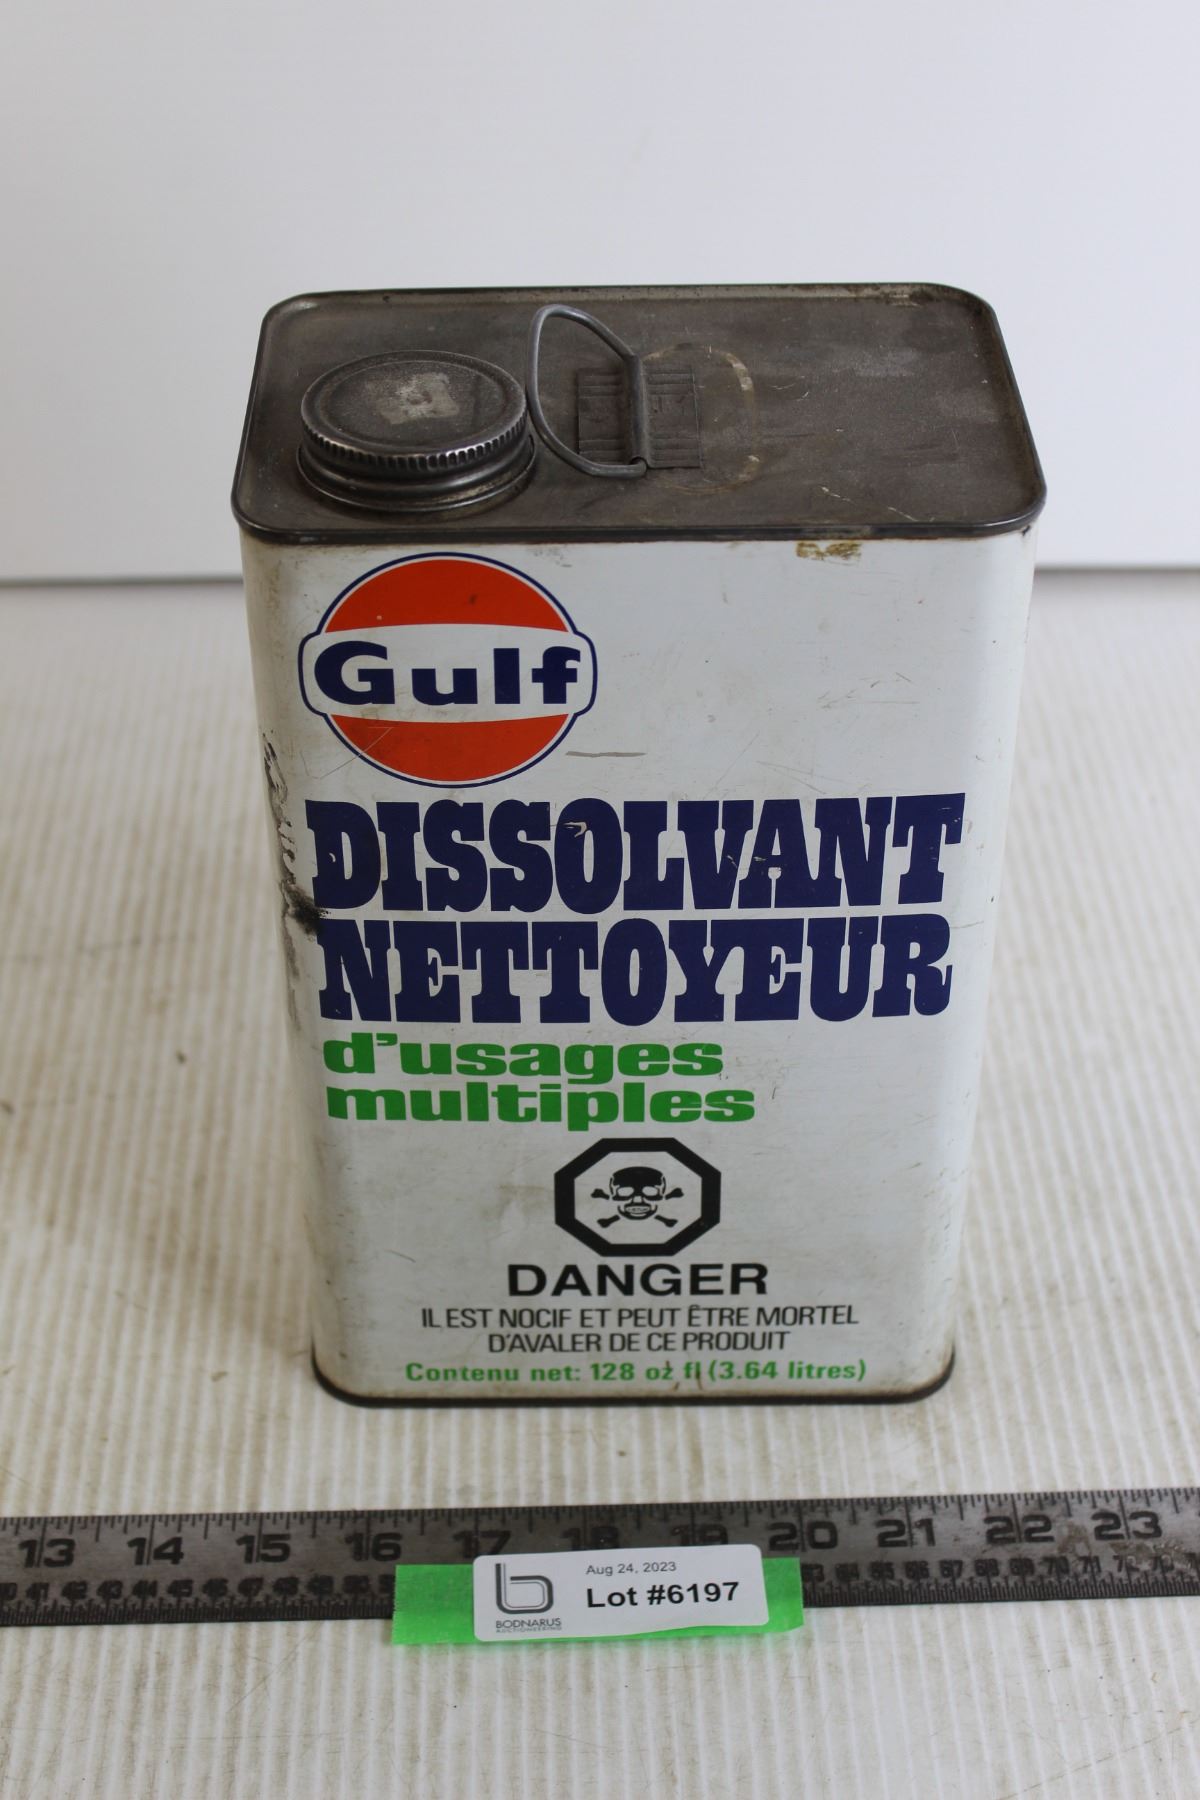 Gulf
DISSOLVANT
NETTOYEUR
d'usages
multiples
DANGER
IL EST NOCIF ET PEUT ÊTRE MORTEL
D'AVALER DE CE PRODUIT
Contenu net: 128 oz fl (3.64 litres)
13 14 15 16 17 18 19 20 21 22 23
Aug 24, 2023
Lot #6197
BODNARUS
AUCTIONEERING